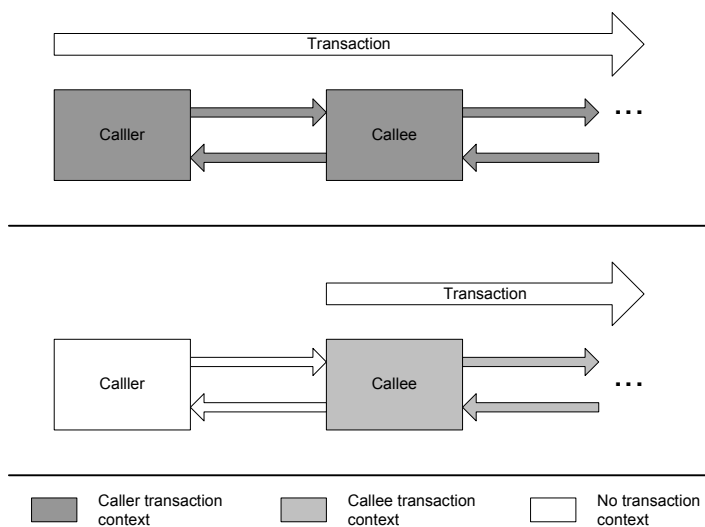 Transaction
Calller
Callee
...
Transaction
Calller
Callee
...
Caller transaction
context
Callee transaction
context
No transaction
context